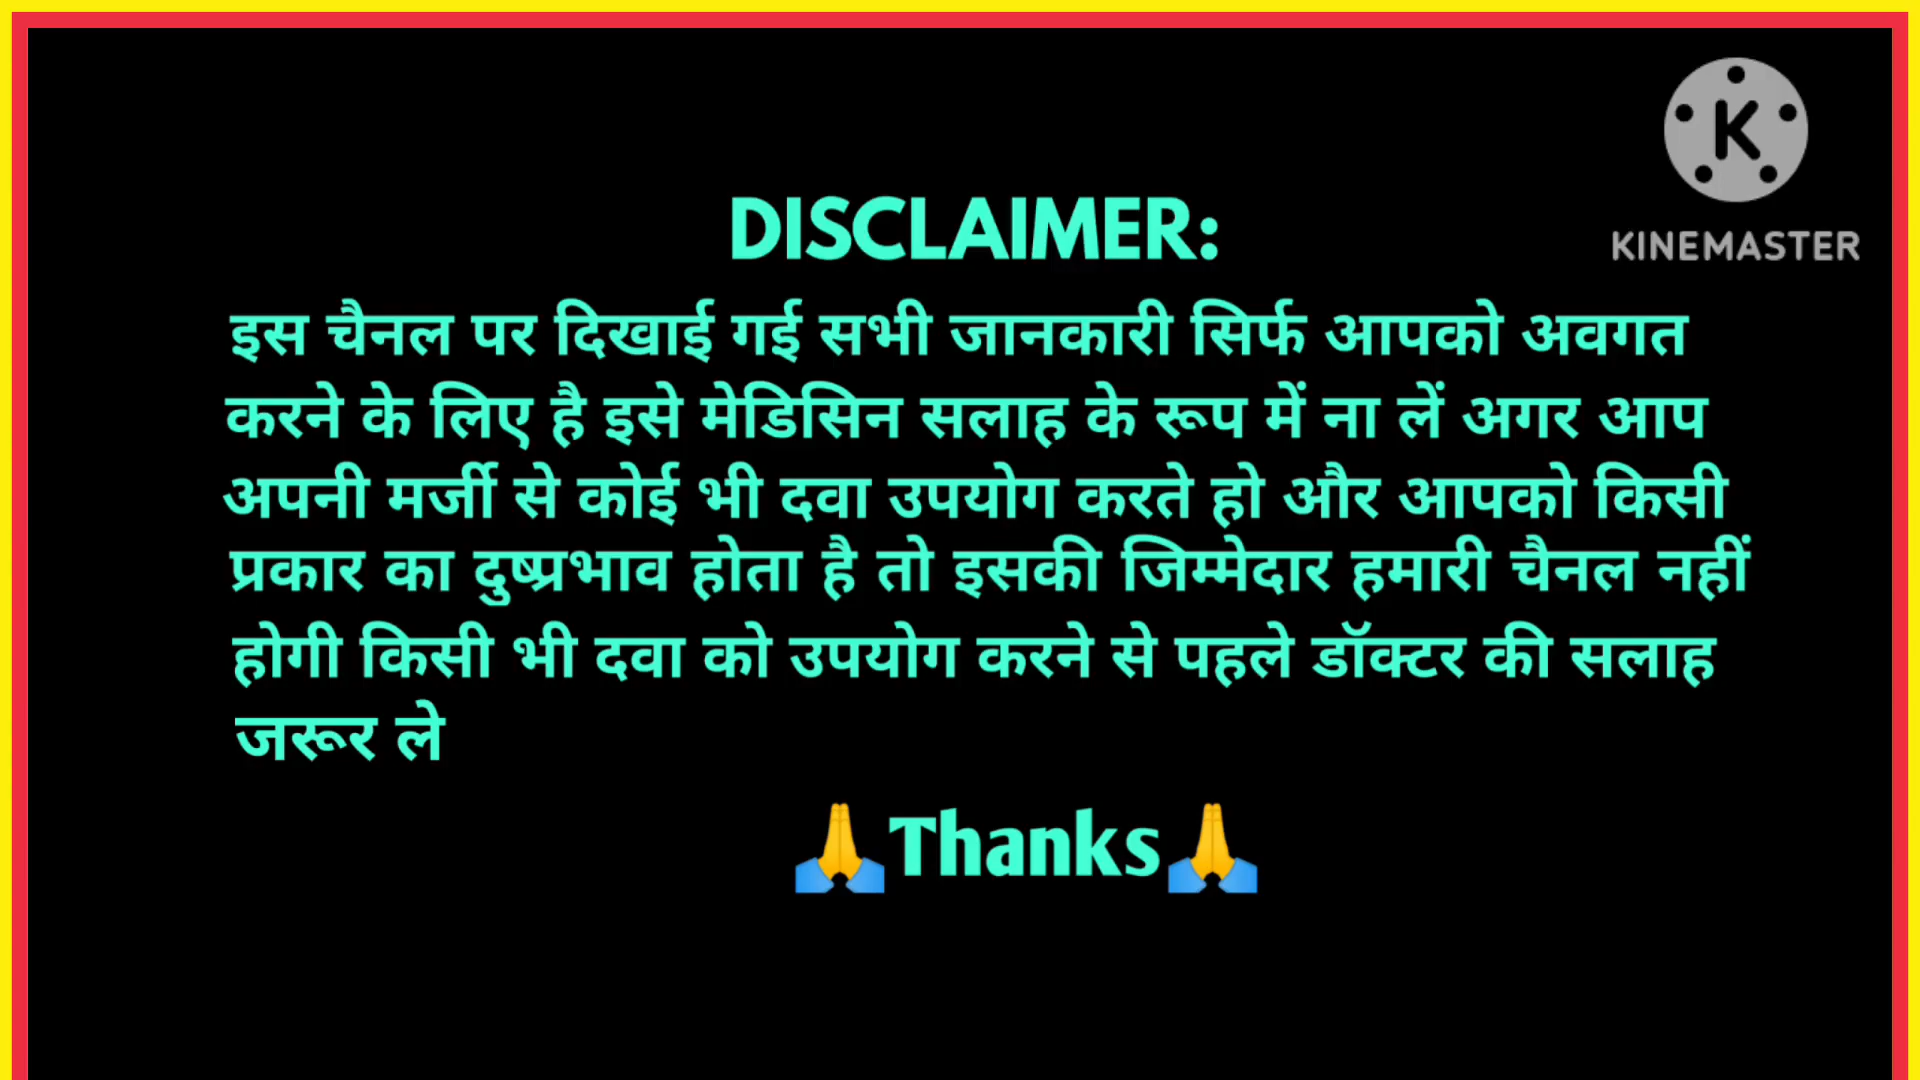 KINEMASTER
DISCLAIMER:
इस चैनल पर दिखाई गई सभी जानकारी सिर्फ आपको अवगत
करने के लिए है इसे मेडिसिन सलाह के रूप में ना लें अगर आप
अपनी मर्जी से कोई भी दवा उपयोग करते हो और आपको किसी
प्रकार का दुष्प्रभाव होता है तो इसकी जिम्मेदार हमारी चैनल नहीं
होगी किसी भी दवा को उपयोग करने से पहले डॉक्टर की सलाह
जरूर ले
🙏Thanks🙏